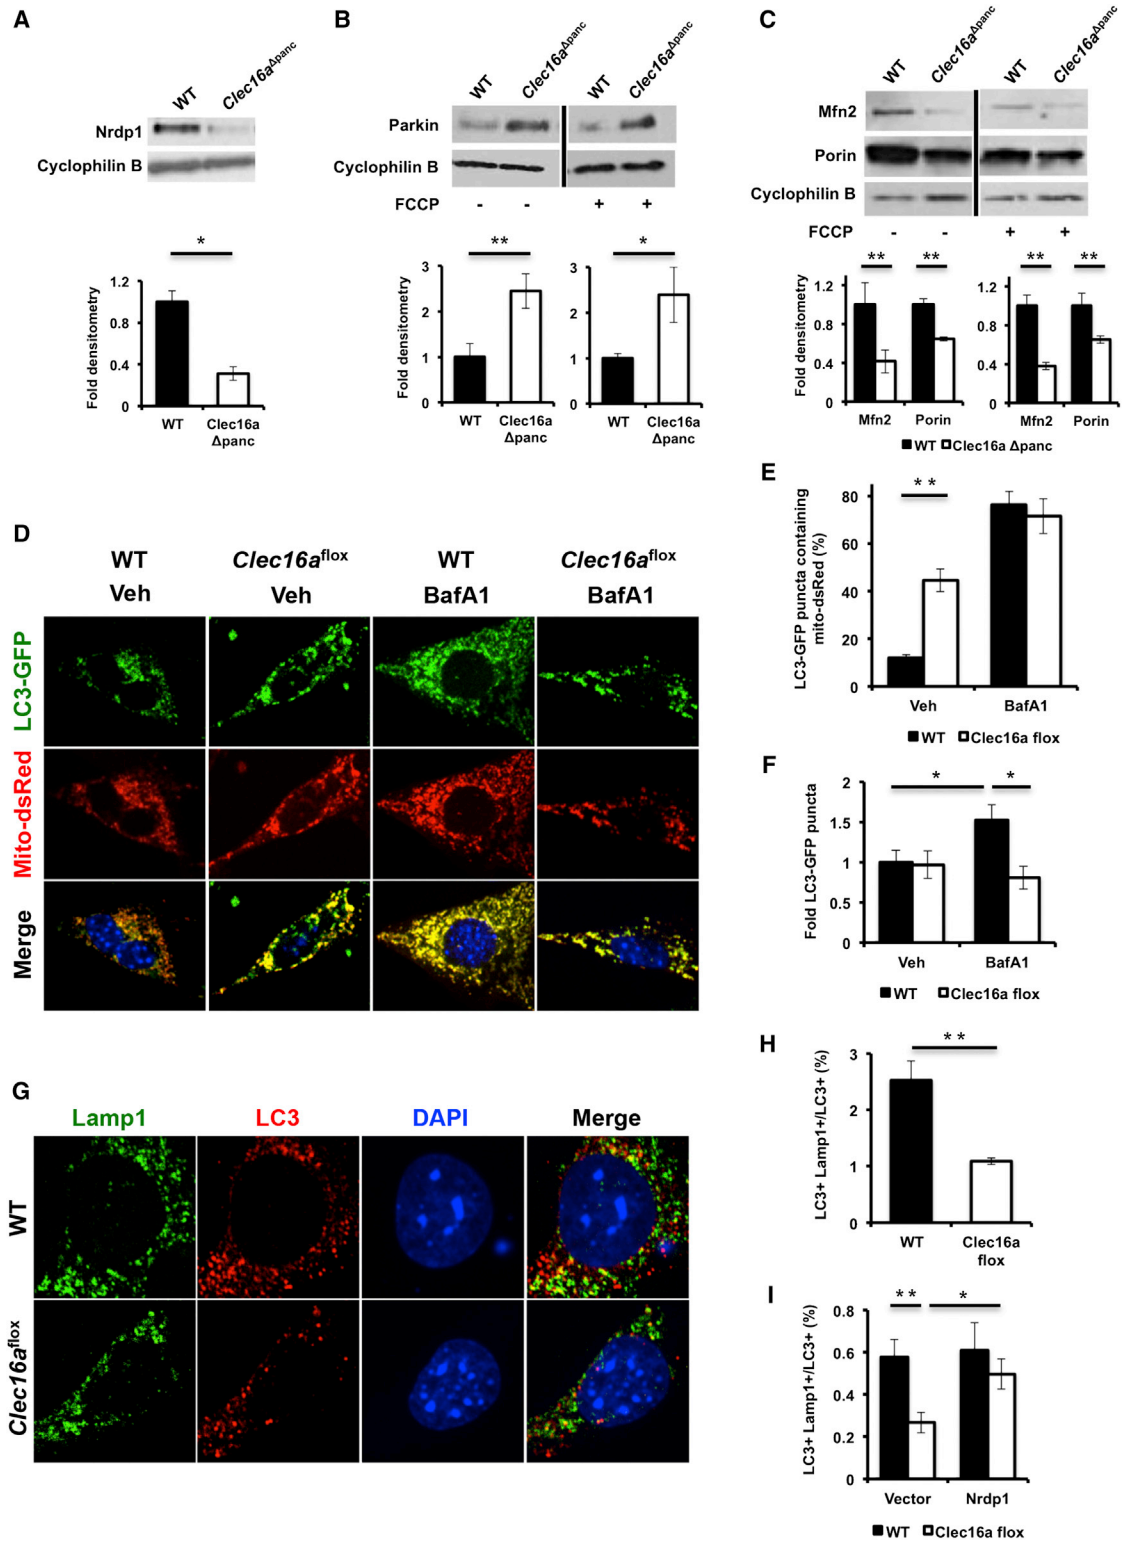 A
WT
Clec16aΔpanc
Nrdp1
Cyclophilin B
*
Fold densitometry
1.2
0.8
0.4
0
WT
Clec16a
Δpanc
B
WT
Clec16aΔpanc
WT
Clec16aΔpanc
Parkin
Cyclophilin B
FCCP - - + +
** *
Fold densitometry
3
2
1
0
WT
Clec16a
Δpanc
3
2
1
0
WT
Clec16a
Δpanc
C
WT
Clec16aΔpanc
WT
Clec16aΔpanc
Mfn2
Porin
Cyclophilin B
FCCP - - + +
** ** ** **
Fold densitometry
1.2
0.8
0.4
0
Mfn2 Porin
1.2
0.8
0.4
0
Mfn2 Porin
WT Clec16a Δpanc
D
WT Clec16aflox WT Clec16aflox
Veh Veh BafA1 BafA1
LC3-GFP
Mito-dsRed
Merge
E
LC3-GFP puncta containing
mito-dsRed (%)
**
80
60
40
20
0
Veh BafA1
WT Clec16a flox
F
Fold LC3-GFP puncta
* *
2
1.5
1
0.5
0
Veh BafA1
WT Clec16a flox
G
Lamp1 LC3 DAPI Merge
WT
Clec16aflox
H
LC3+ Lamp1+/LC3+ (%)
**
3
2
1
0
WT Clec16a
flox
I
LC3+ Lamp1+/LC3+ (%)
** *
0.8
0.6
0.4
0.2
0
Vector Nrdp1
WT Clec16a flox